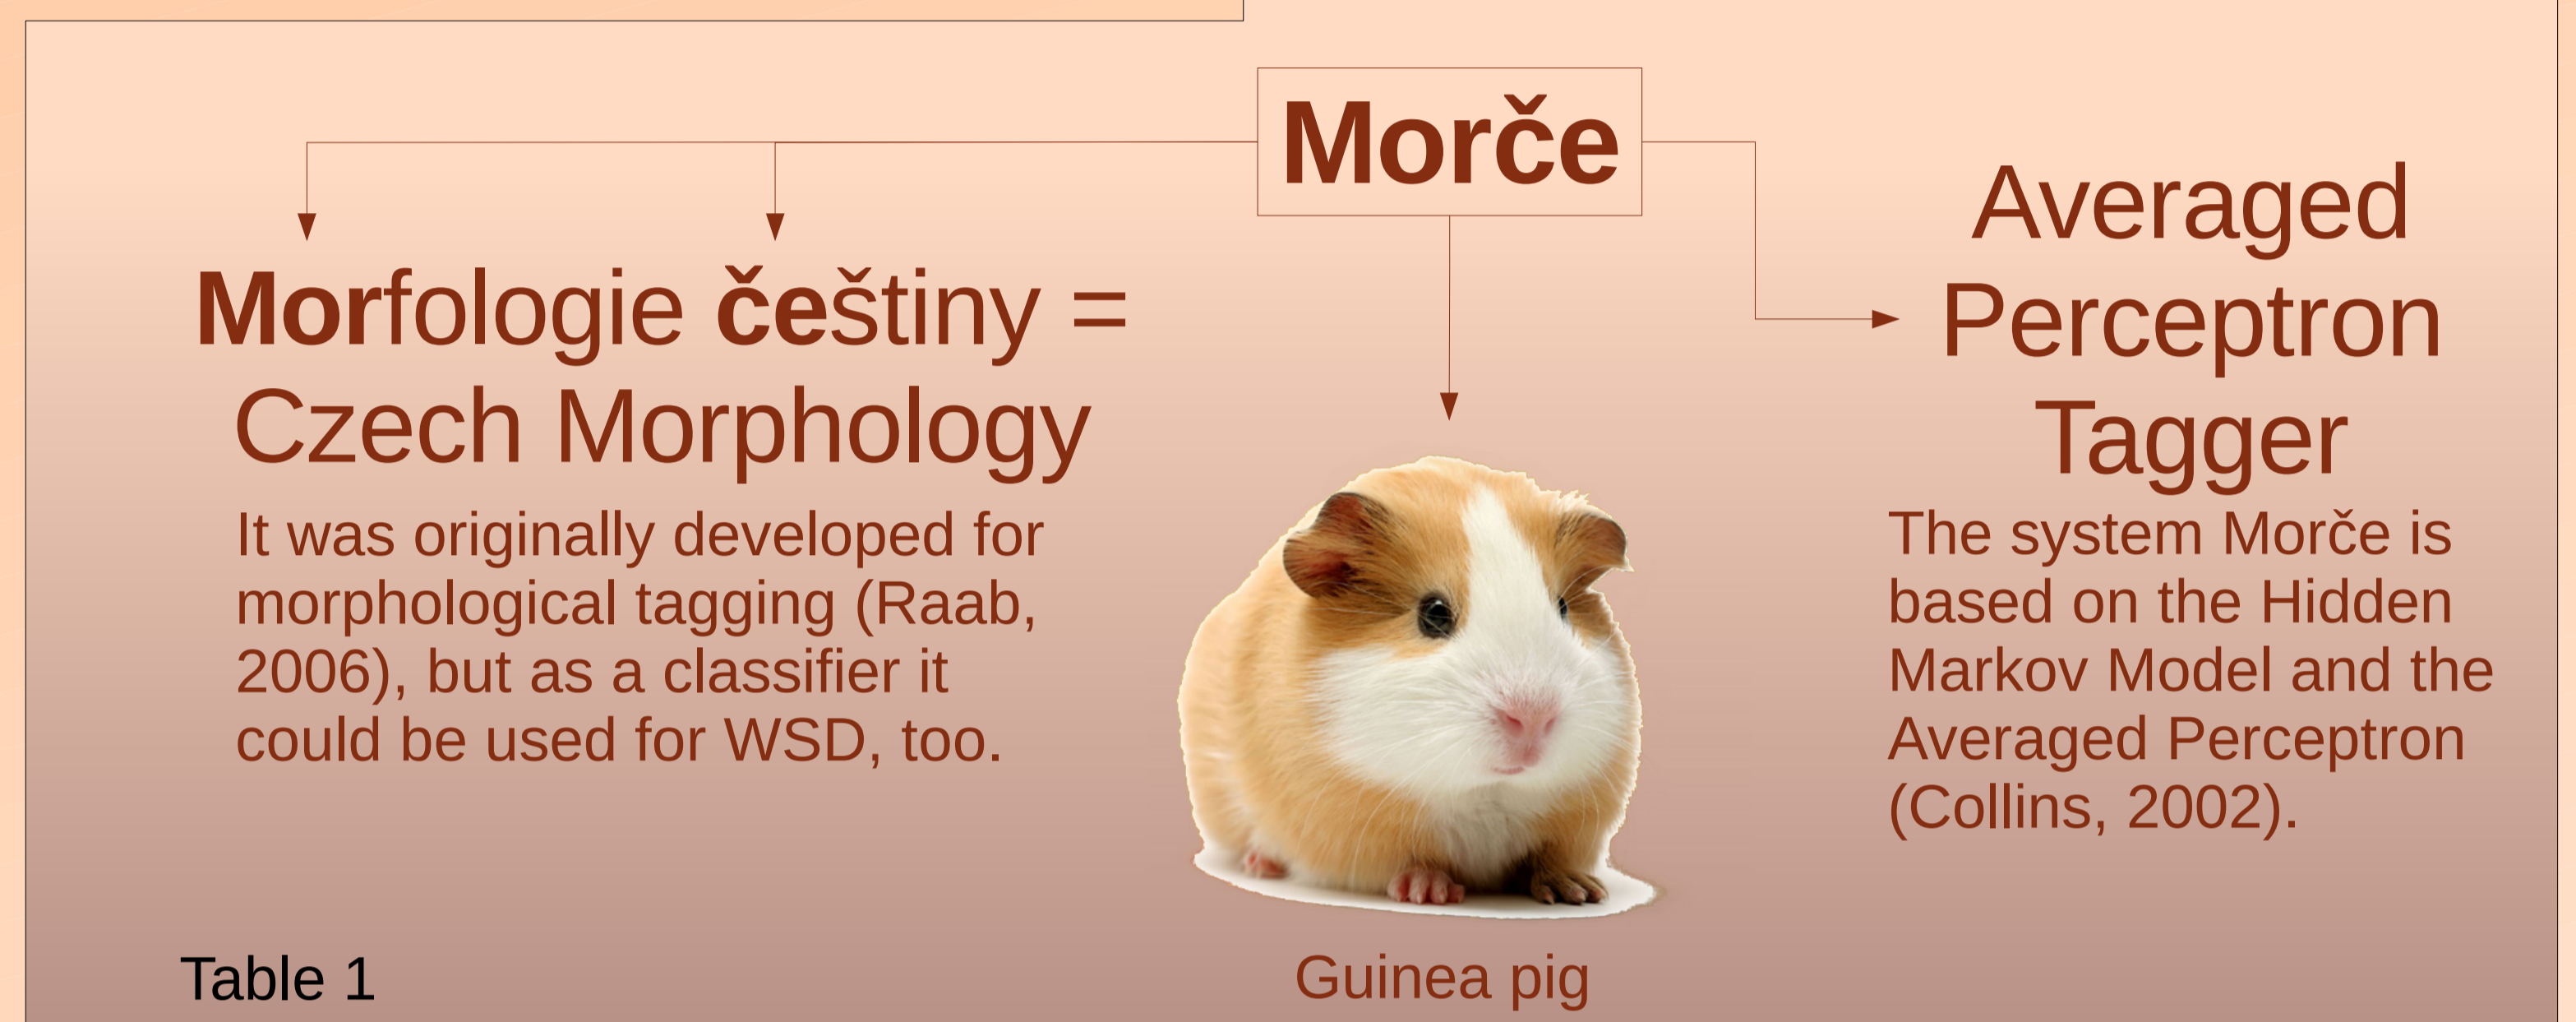 Morče
Morfologie češtiny =
Czech Morphology
It was originally developed for
morphological tagging (Raab,
2006), but as a classifier it
could be used for WSD, too.
Averaged
Perceptron
Tagger
The system Morče is
based on the Hidden
Markov Model and the
Averaged Perceptron
(Collins, 2002).
Guinea pig
Table 1